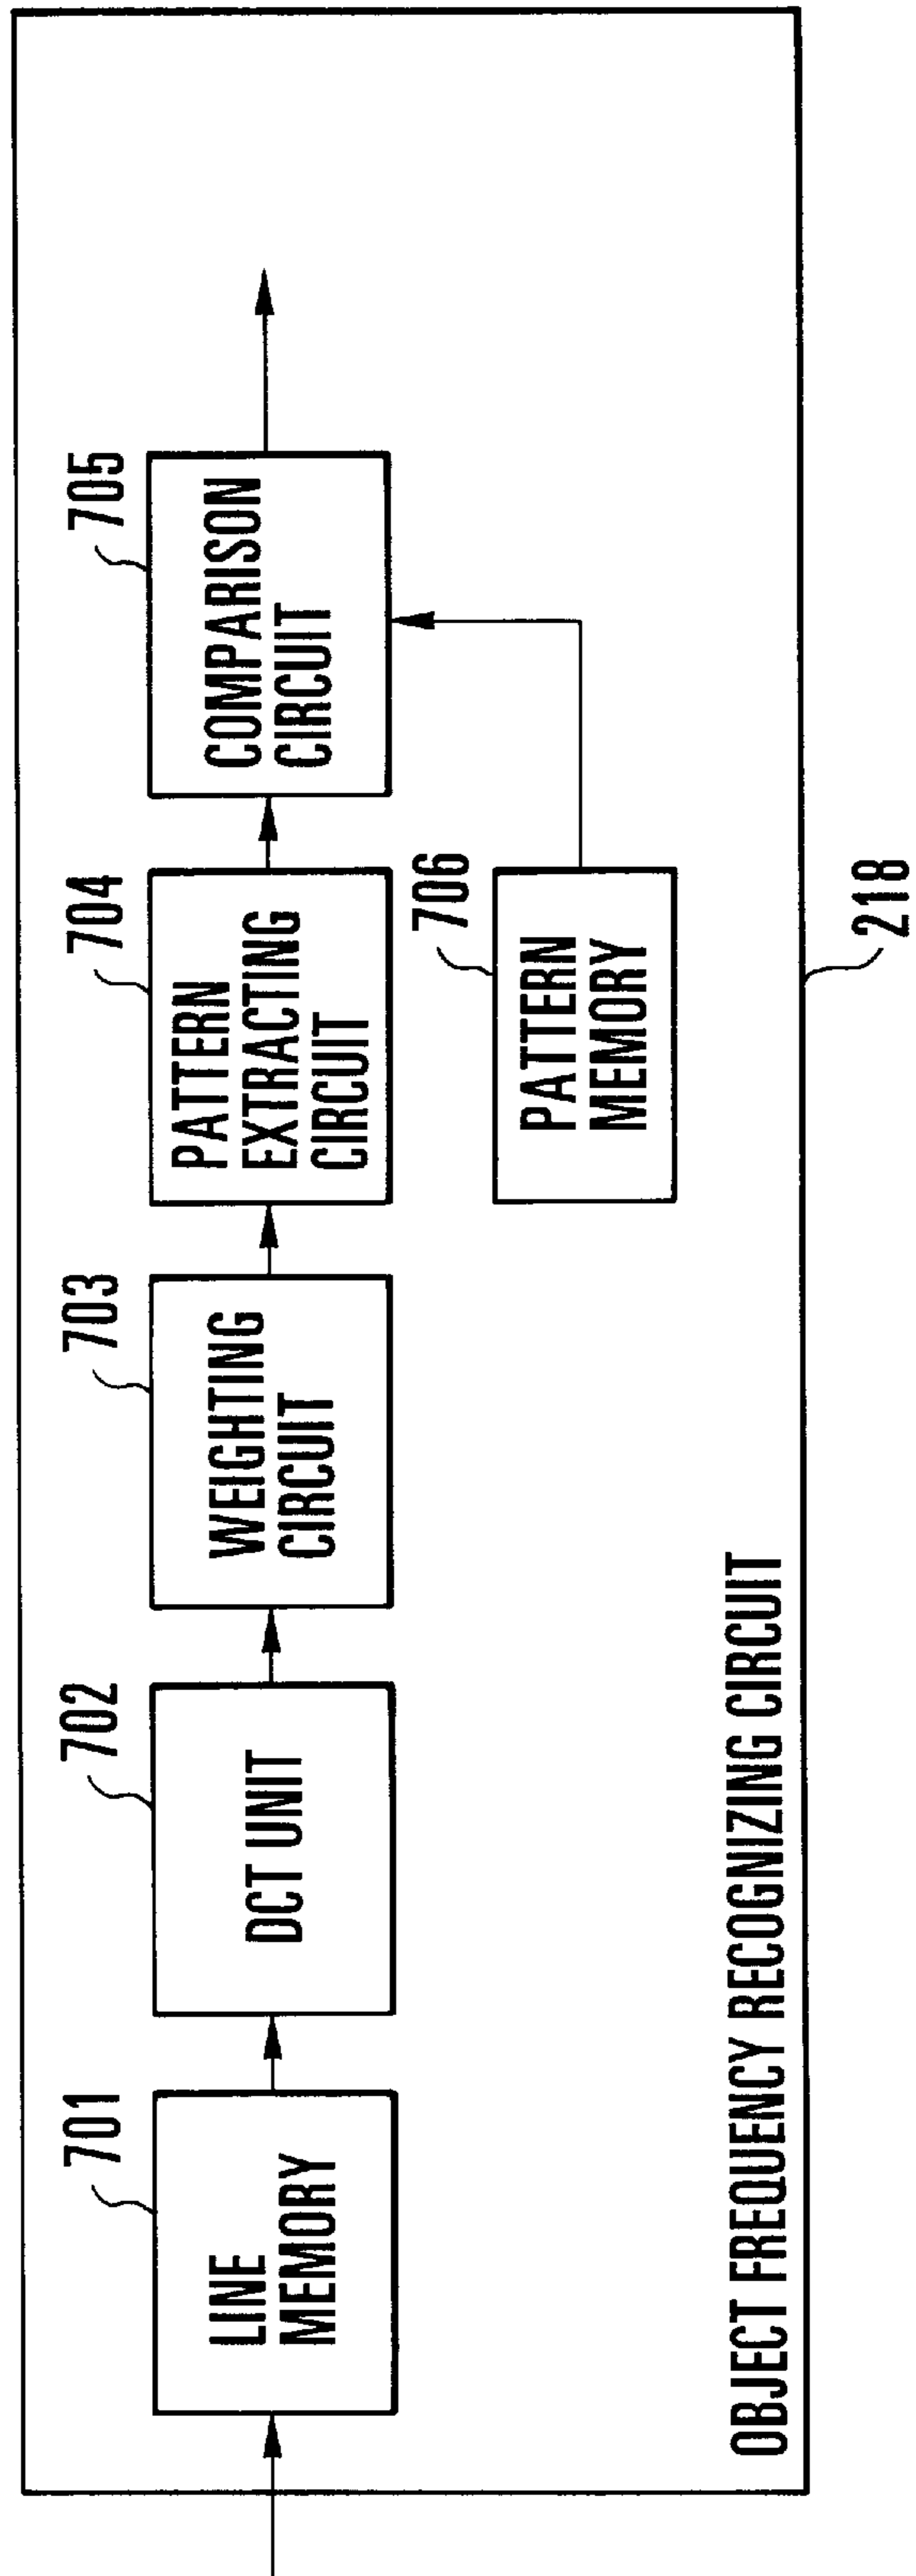 701
LINE
MEMORY
702
DCT UNIT
703
WEIGHTING
CIRCUIT
704
PATTERN
EXTRACTING
CIRCUIT
705
COMPARISON
CIRCUIT
706
PATTERN
MEMORY
OBJECT FREQUENCY RECOGNIZING CIRCUIT
218